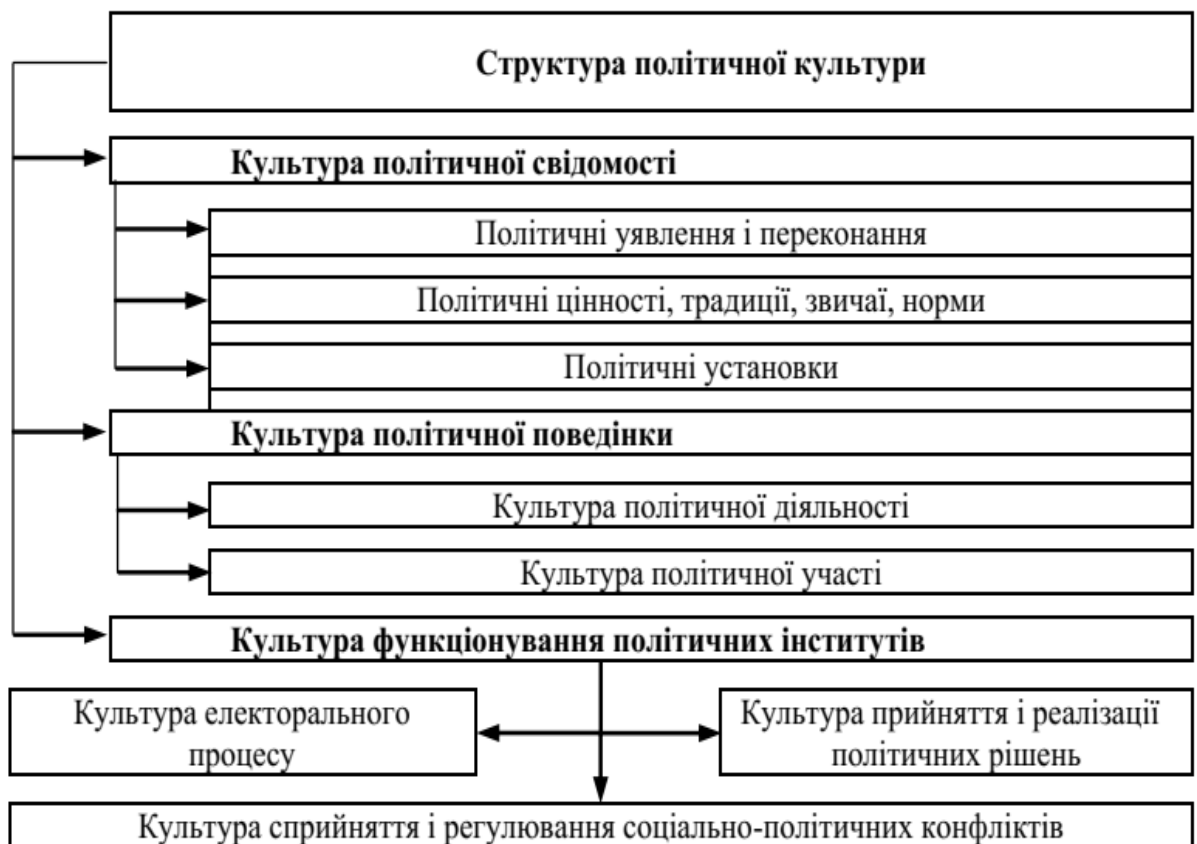 Структура політичної культури
Культура політичної свідомості
Політичні уявлення і переконання
Політичні цінності, традиції, звичаї, норми
Політичні установки
Культура політичної поведінки
Культура політичної діяльності
Культура політичної участі
Культура функціонування політичних інститутів
Культура електорального
процесу
Культура прийняття і реалізації
політичних рішень
Культура сприйняття і регулювання соціально-політичних конфліктів